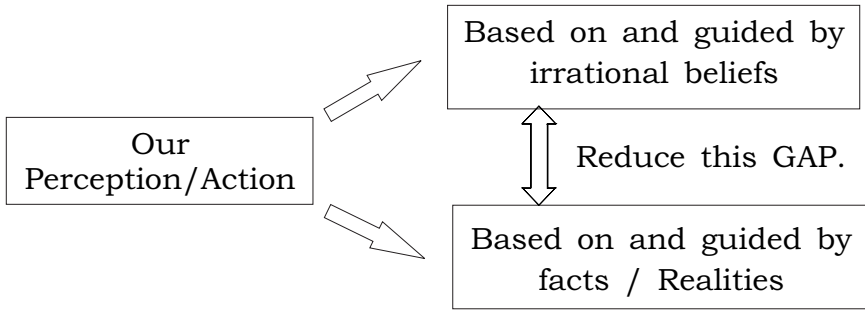 Based on and guided by
irrational beliefs
Our
Perception/Action
Reduce this GAP.
Based on and guided by
facts / Realities